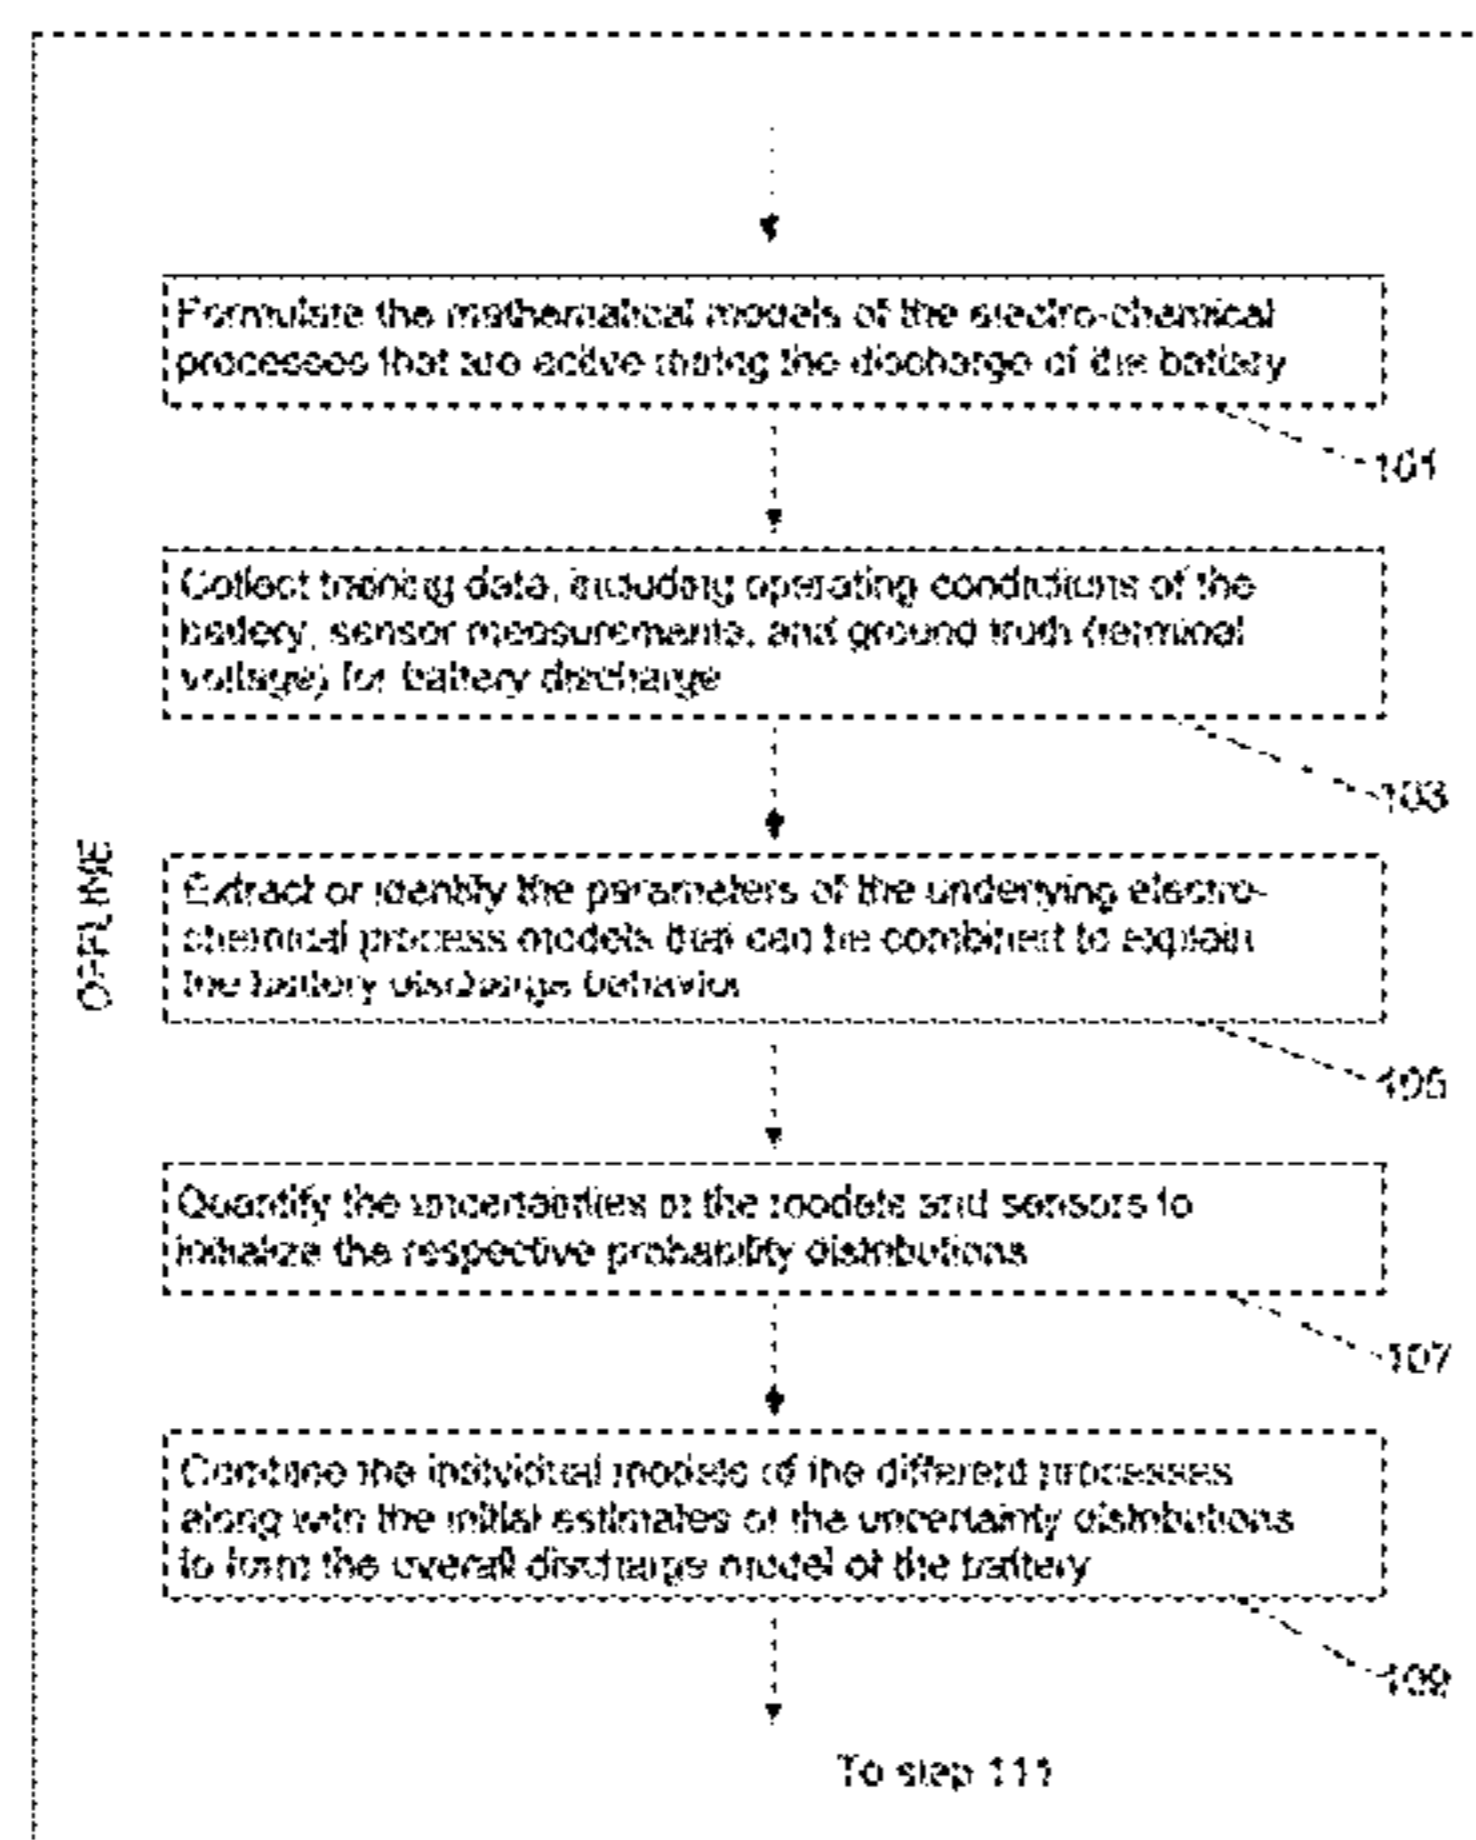 Formulate the mathematical models of the electro-chemical
processes that are active during the discharge of the battery
101
Collect training data, including operating conditions of the
battery, sensor measurements, and ground truth (terminal
voltage) for battery discharge
103
OFFLINE
Extract or identify the parameters of the underlying electro-
chemical process models that can be combined to explain
the battery discharge behavior
105
Quantify the uncertainties in the models and sensors to
initialize the respective probability distributions
107
Combine the individual models of the different processes
along with the initial estimates of the uncertainty distributions
to form the overall discharge model of the battery
109
To step 111